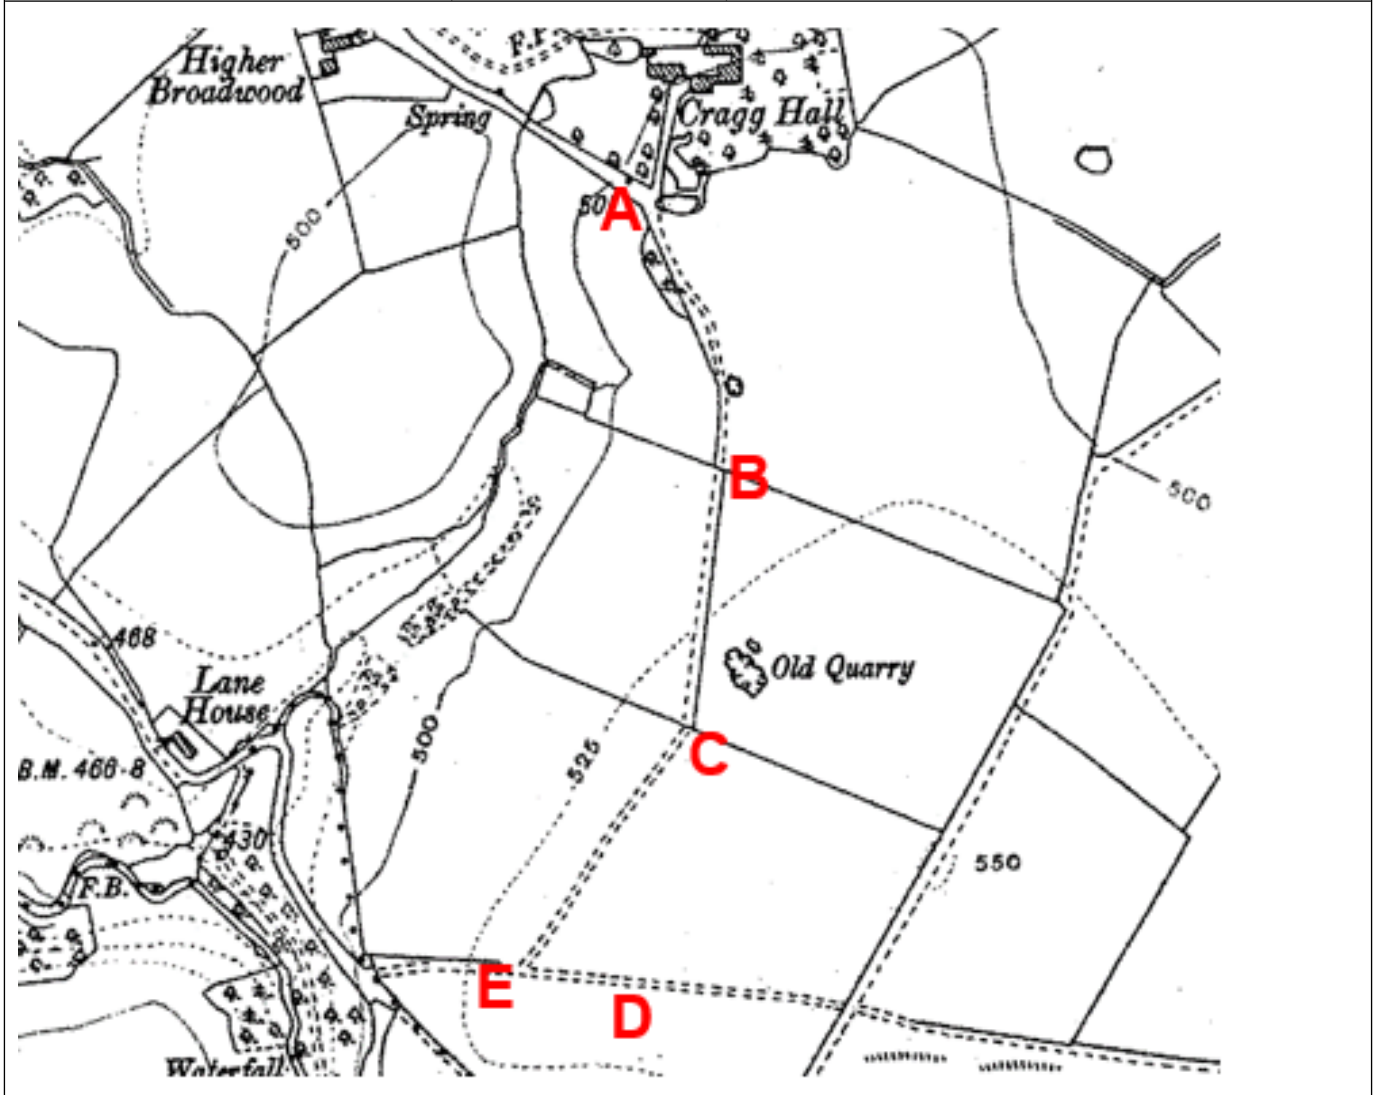 F.P.
Higher
Broadwood
Spring
Cragg Hall
500
50
A
B
500
468
Lane
House
Old Quarry
500
525
C
B.M. 466·8
430
550
F.B.
E
D
Waterfall